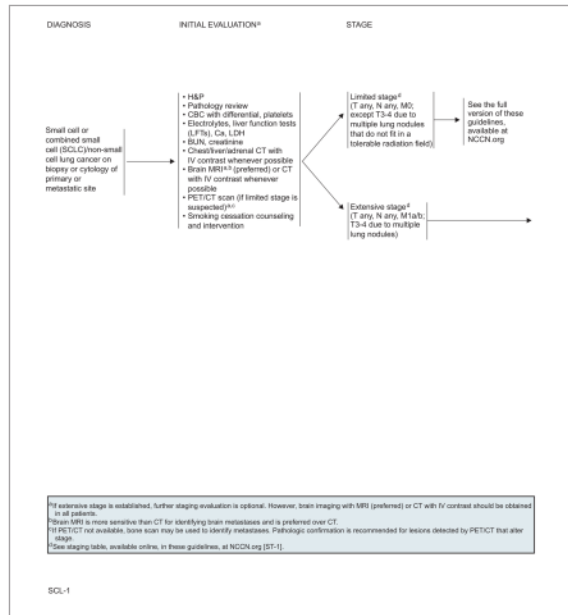 DIAGNOSIS
INITIAL EVALUATIONa
STAGE
Small cell or
combined small
cell (SCLC)/non-small
cell lung cancer on
biopsy or cytology of
primary or
metastatic site
• H&P
• Pathology review
• CBC with differential, platelets
• Electrolytes, liver function tests
(LFTs), Ca, LDH
• BUN, creatinine
• Chest/liver/adrenal CT with
IV contrast whenever possible
• Brain MRIa,b (preferred) or CT
with IV contrast whenever
possible
• PET/CT scan (if limited stage is
suspected)a,c
• Smoking cessation counseling
and intervention
Limited staged
(T any, N any, M0;
except T3-4 due to
multiple lung nodules
that do not fit in a
tolerable radiation field)
See the full
version of these
guidelines,
available at
NCCN.org
Extensive staged
(T any, N any, M1a/b;
T3-4 due to multiple
lung nodules)
aIf extensive stage is established, further staging evaluation is optional. However, brain imaging with MRI (preferred) or CT with IV contrast should be obtained
in all patients.
bBrain MRI is more sensitive than CT for identifying brain metastases and is preferred over CT.
cIf PET/CT not available, bone scan may be used to identify metastases. Pathologic confirmation is recommended for lesions detected by PET/CT that alter
stage.
dSee staging table, available online, in these guidelines, at NCCN.org [ST-1].
SCL-1